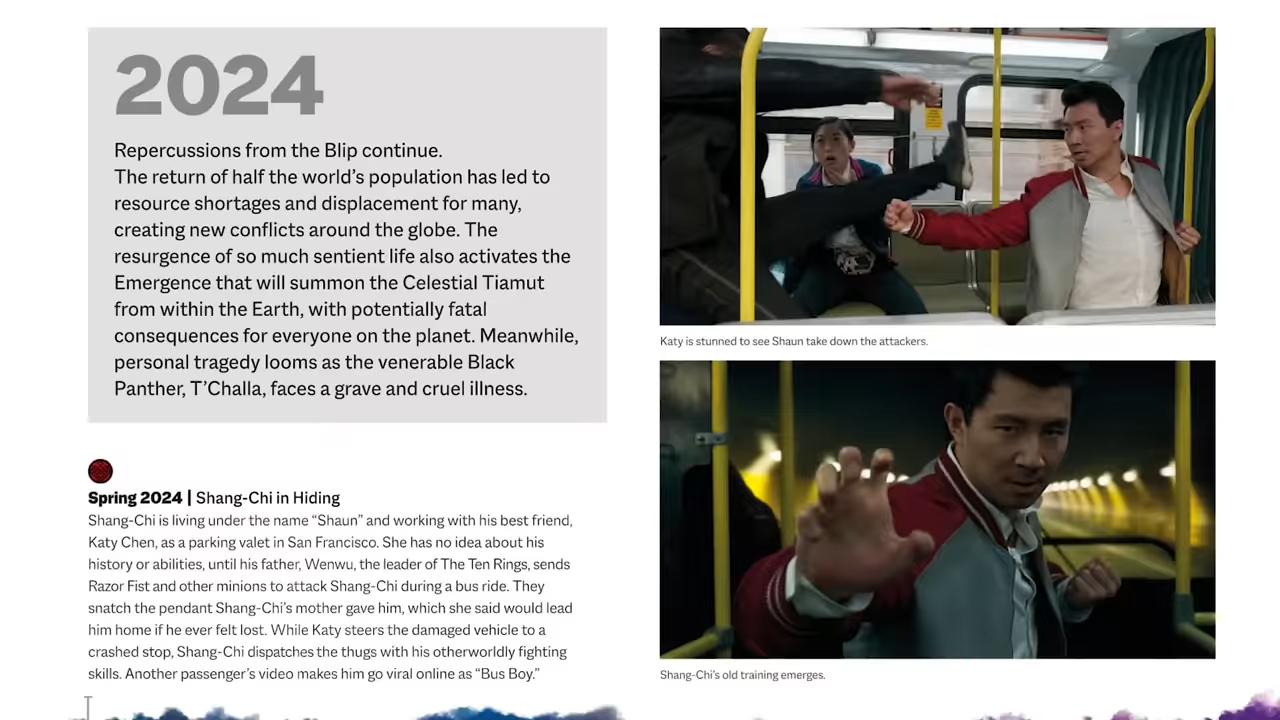 2024
Repercussions from the Blip continue.
The return of half the world’s population has led to
resource shortages and displacement for many,
creating new conflicts around the globe. The
resurgence of so much sentient life also activates the
Emergence that will summon the Celestial Tiamut
from within the Earth, with potentially fatal
consequences for everyone on the planet. Meanwhile,
personal tragedy looms as the venerable Black
Panther, T’Challa, faces a grave and cruel illness.
Spring 2024 | Shang-Chi in Hiding
Shang-Chi is living under the name “Shaun” and working with his best friend,
Katy Chen, as a parking valet in San Francisco. She has no idea about his
history or abilities, until his father, Wenwu, the leader of The Ten Rings, sends
Razor Fist and other minions to attack Shang-Chi during a bus ride. They
snatch the pendant Shang-Chi’s mother gave him, which she said would lead
him home if he ever felt lost. While Katy steers the damaged vehicle to a
crashed stop, Shang-Chi dispatches the thugs with his otherworldly fighting
skills. Another passenger’s video makes him go viral online as “Bus Boy.”
Katy is stunned to see Shaun take down the attackers.
Shang-Chi’s old training emerges.